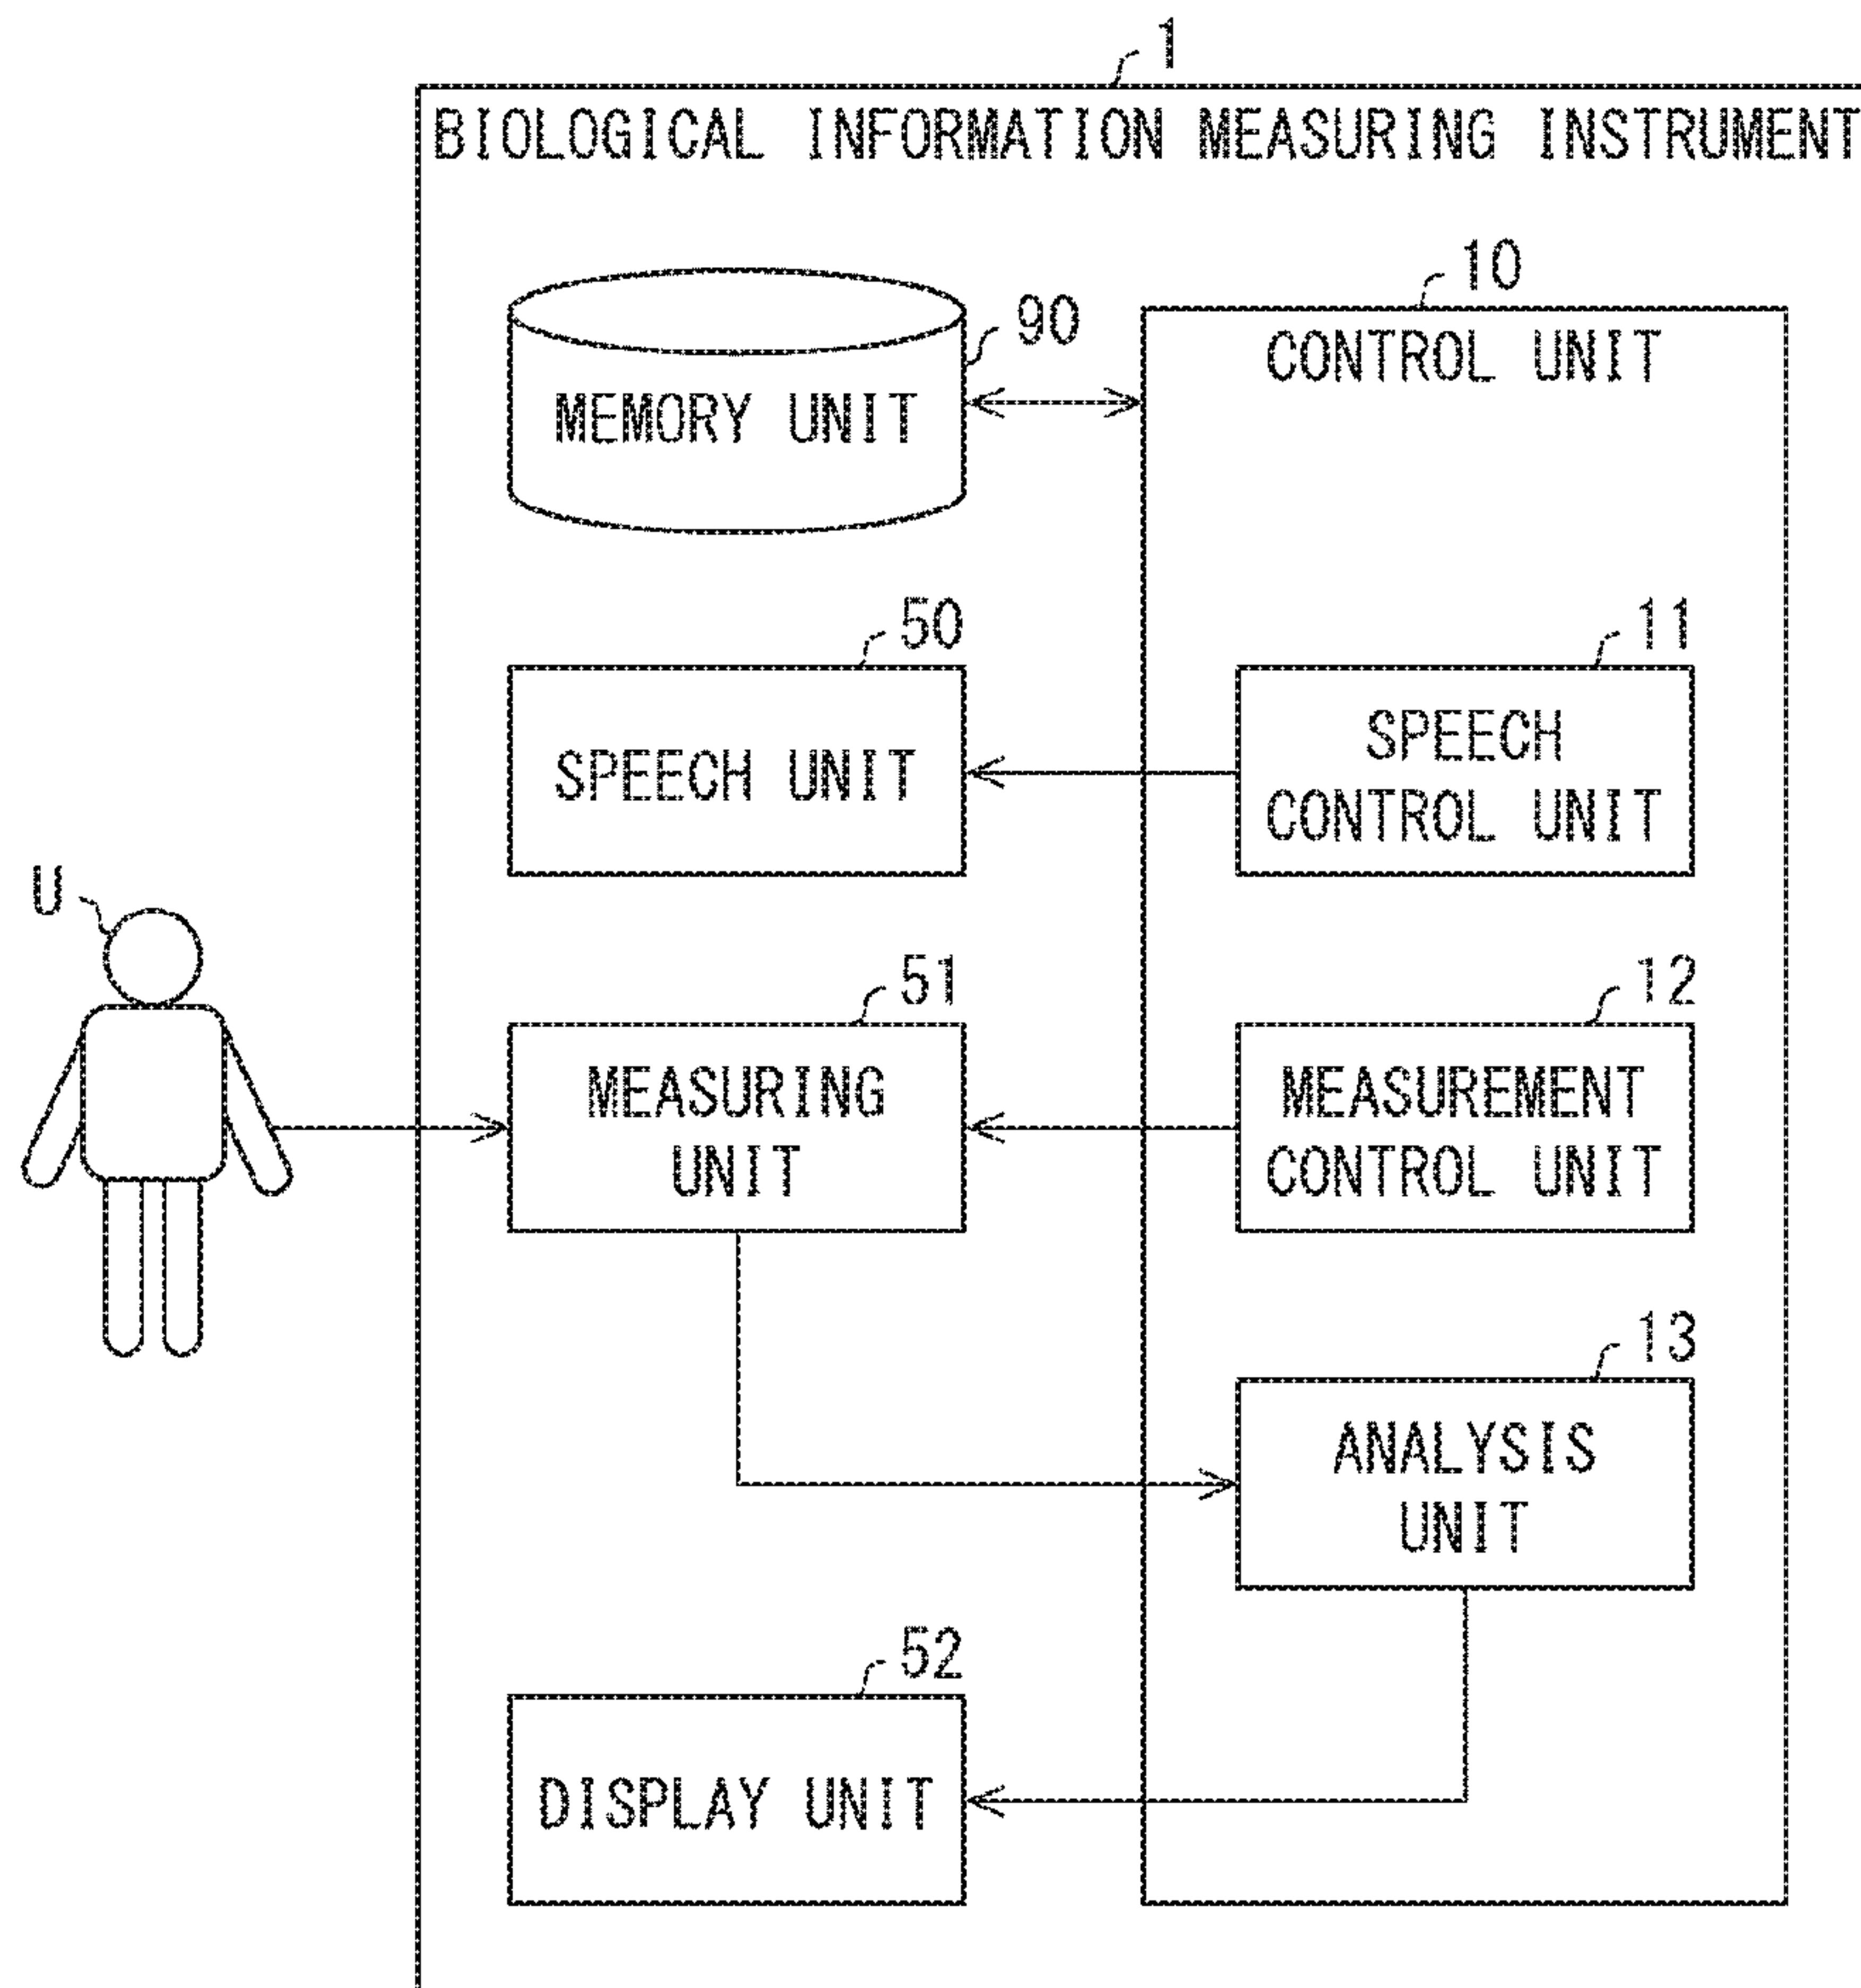 1
BIOLOGICAL INFORMATION MEASURING INSTRUMENT
10
CONTROL UNIT
90
MEMORY UNIT
50
SPEECH UNIT
11
SPEECH
CONTROL UNIT
U
51
MEASURING
UNIT
12
MEASUREMENT
CONTROL UNIT
13
ANALYSIS
UNIT
52
DISPLAY UNIT